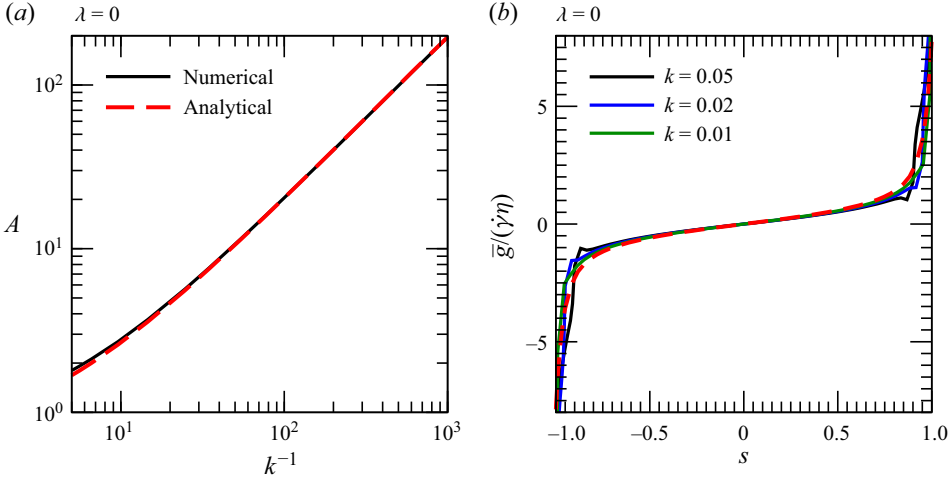 (a) λ = 0
10²
Numerical
Analytical
A
10¹
10⁰
10¹ 10² 10³
k⁻¹
(b) λ = 0
k = 0.05
5
k = 0.02
k = 0.01
g̅/(γ̇η)
0
–5
–1.0 –0.5 0 0.5 1.0
s